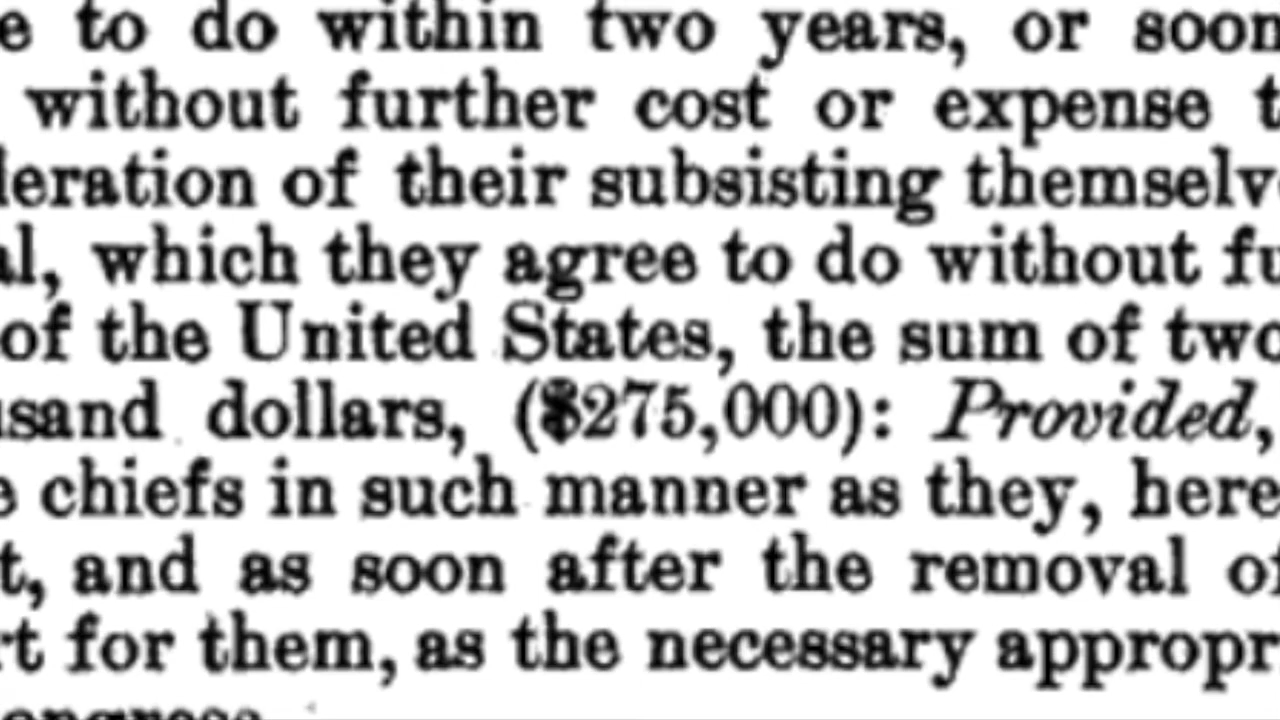 e to do within two years, or soon
without further cost or expense t
leration of their subsisting themselve
al, which they agree to do without fu
of the United States, the sum of two
usand dollars, ($275,000): Provided,
e chiefs in such manner as they, here
t, and as soon after the removal of
rt for them, as the necessary appropr
ongress.